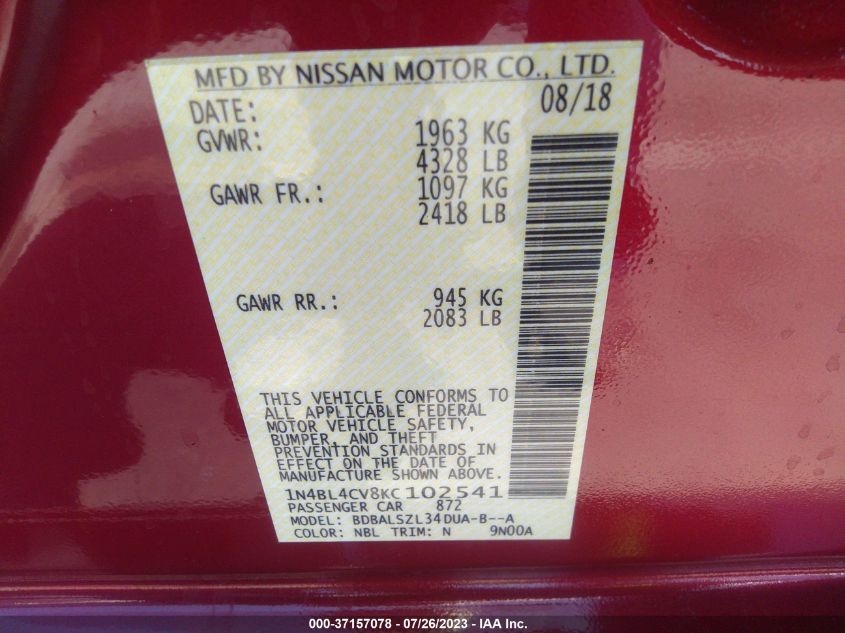 MFD BY NISSAN MOTOR CO., LTD.
DATE: 08/18
GVWR: 1963 KG
4328 LB
GAWR FR.: 1097 KG
2418 LB
GAWR RR.: 945 KG
2083 LB
THIS VEHICLE CONFORMS TO
ALL APPLICABLE FEDERAL
MOTOR VEHICLE SAFETY,
BUMPER, AND THEFT
PREVENTION STANDARDS IN
EFFECT ON THE DATE OF
MANUFACTURE SHOWN ABOVE.
1N4BL4CV8KC102541
PASSENGER CAR 872
MODEL: BDBALSZL34DUA-B--A
COLOR: NBL TRIM: N 9N00A
000-37157078 - 07/26/2023 - IAA Inc.